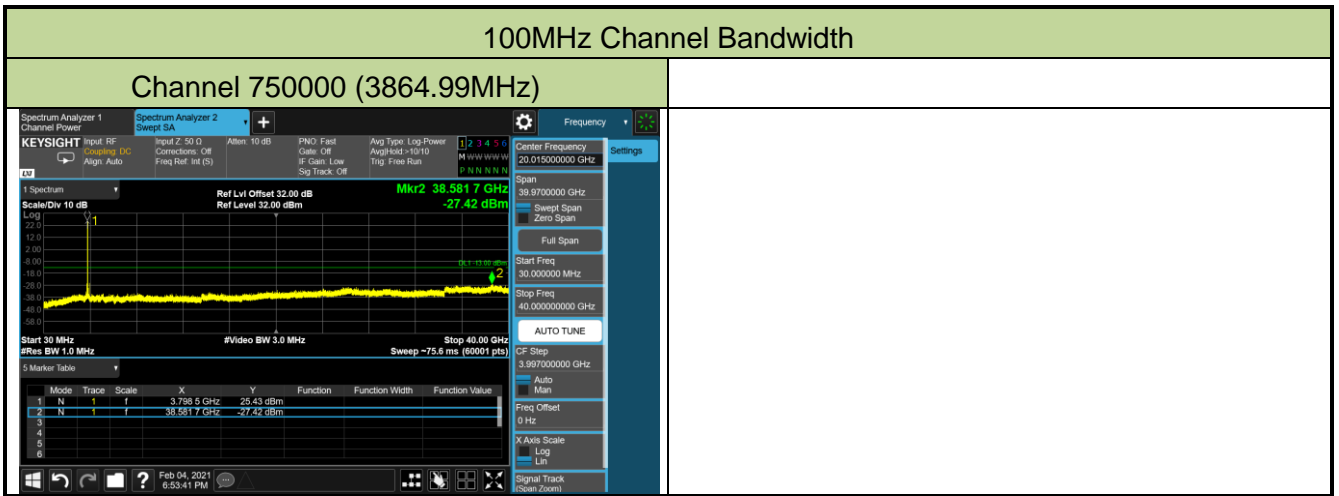 100MHz Channel Bandwidth
Channel 750000 (3864.99MHz)
Spectrum Analyzer 1
Channel Power
Spectrum Analyzer 2
Swept SA
+
Frequency
KEYSIGHT
Input: RF
Coupling: DC
Align: Auto
Input Z: 50 Ω
Corrections: Off
Freq Ref: Int (S)
Atten: 10 dB
PNO: Fast
Gate: Off
IF Gain: Low
Sig Track: Off
Avg Type: Log-Power
Avg|Hold:>10/10
Trig: Free Run
1 2 3 4 5 6
M W W W W W
P N N N N N
LXI
Center Frequency
20.015000000 GHz
Settings
Span
39.9700000 GHz
Swept Span
Zero Span
Full Span
Start Freq
30.000000 MHz
Stop Freq
40.000000000 GHz
AUTO TUNE
CF Step
3.997000000 GHz
Auto
Man
Freq Offset
0 Hz
X Axis Scale
Log
Lin
Signal Track
(Span Zoom)
1 Spectrum
Scale/Div 10 dB
Ref Lvl Offset 32.00 dB
Ref Level 32.00 dBm
Mkr2 38.581 7 GHz
-27.42 dBm
Log
22.0
12.0
2.00
-8.00
-18.0
-28.0
-38.0
-48.0
-58.0
1
DL1 -13.00 dBm
2
Start 30 MHz
#Res BW 1.0 MHz
#Video BW 3.0 MHz
Stop 40.00 GHz
Sweep ~75.6 ms (60001 pts)
5 Marker Table
Mode Trace Scale X Y Function Function Width Function Value
1 N 1 f 3.798 5 GHz 25.43 dBm
2 N 1 f 38.581 7 GHz -27.42 dBm
3
4
5
6
?
Feb 04, 2021
6:53:41 PM